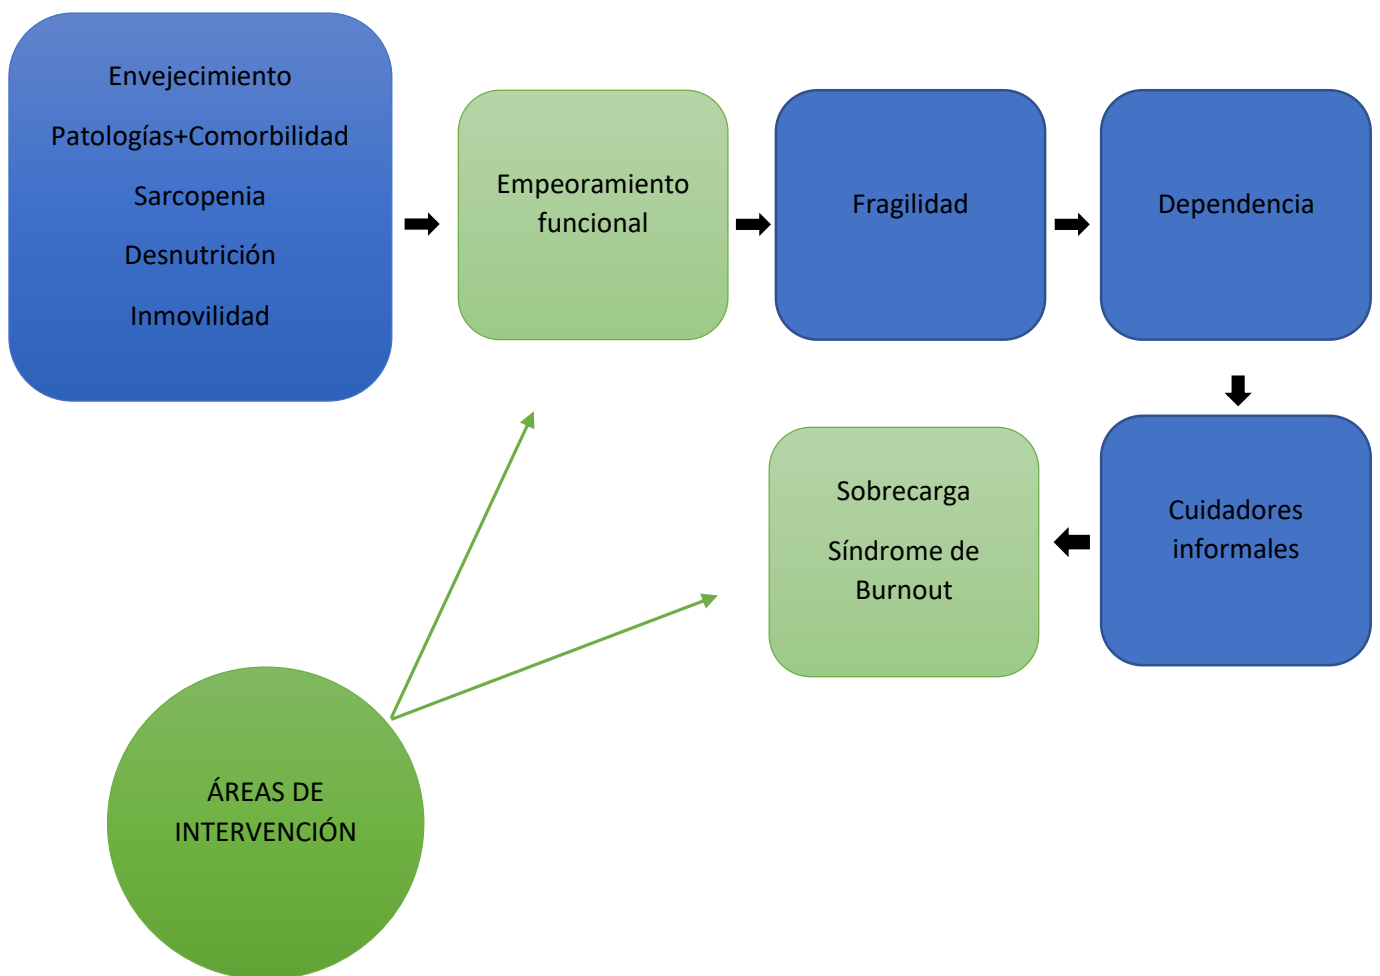 Envejecimiento
Patologías+Comorbilidad
Sarcopenia
Desnutrición
Inmovilidad
Empeoramiento
funcional
Fragilidad
Dependencia
Cuidadores
informales
Sobrecarga
Síndrome de
Burnout
ÁREAS DE
INTERVENCIÓN